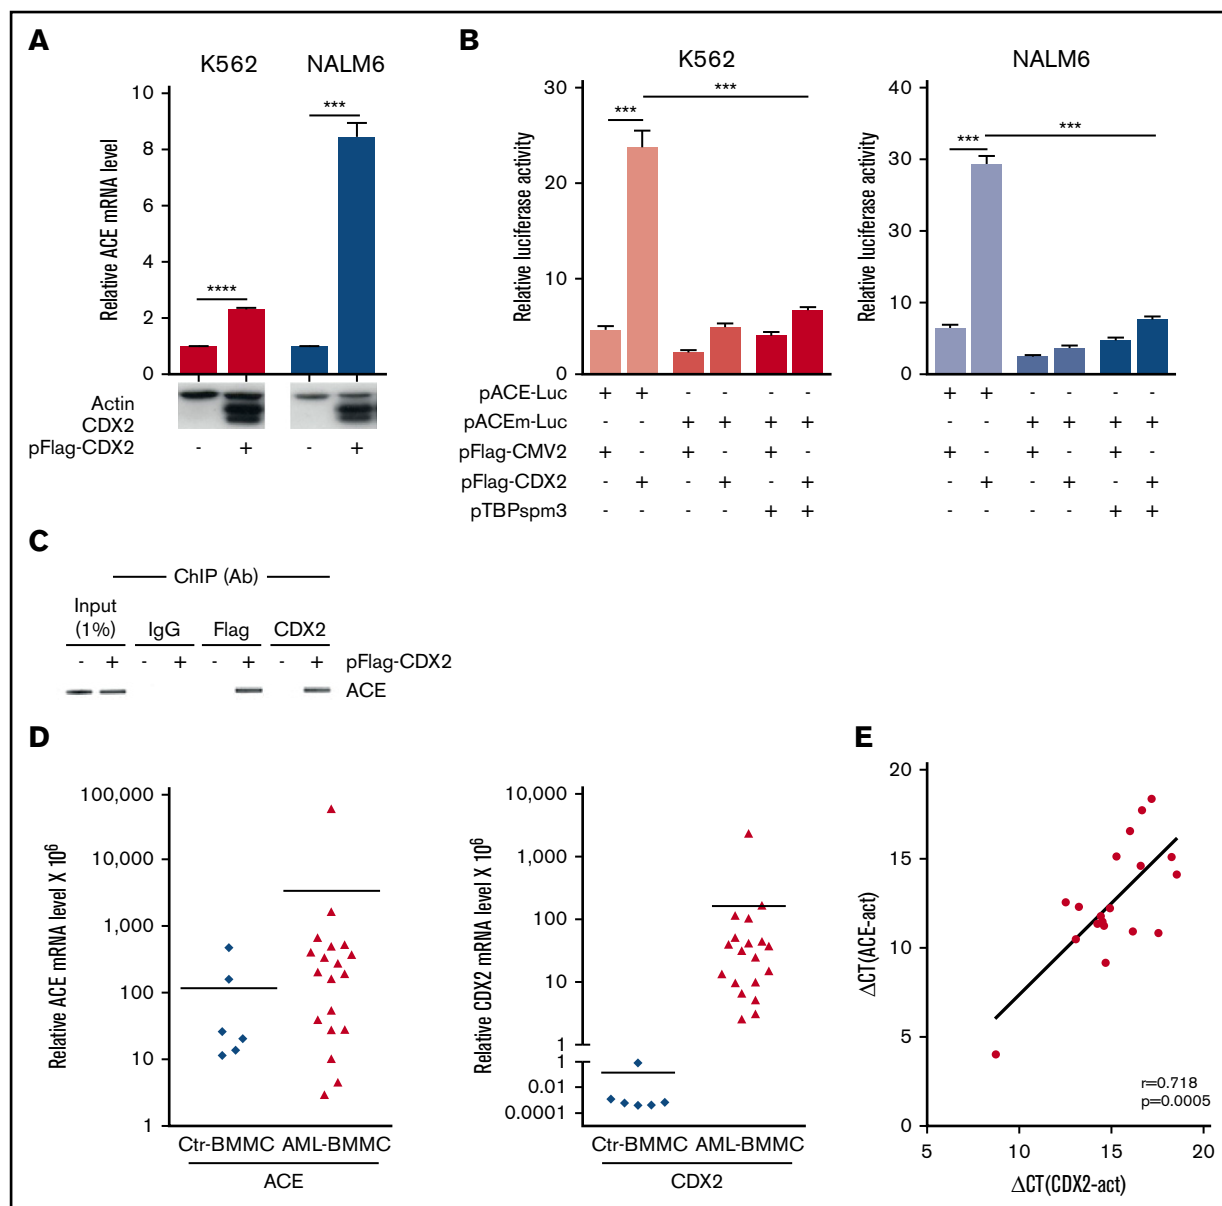 A
K562 NALM6
Relative ACE mRNA level
10
8
6
4
2
0
****
***
Actin
CDX2
pFlag-CDX2 - + - +
B
K562
Relative luciferase activity
30
20
10
0
***
***
NALM6
Relative luciferase activity
40
30
30
10
0
***
***
pACE-Luc + + - - - - + + - - - -
pACEm-Luc - - + + + + - - + + + +
pFlag-CMV2 + - + - + - + - + - + -
pFlag-CDX2 - + - + - + - + - + - +
pTBPspm3 - - - - + + - - - - + +
C
ChIP (Ab)
Input
(1%) IgG Flag CDX2
- + - + - + - + pFlag-CDX2
ACE
D
Relative ACE mRNA level X 10⁶
100,000
10,000
1,000
100
10
1
Ctr-BMMC AML-BMMC
ACE
Relative CDX2 mRNA level X 10⁶
10,000
1,000
100
10
1
1
0.01
0.0001
Ctr-BMMC AML-BMMC
CDX2
E
ΔCT(ACE-act)
20
15
10
5
0
r=0.718
p=0.0005
5 10 15 20
ΔCT(CDX2-act)